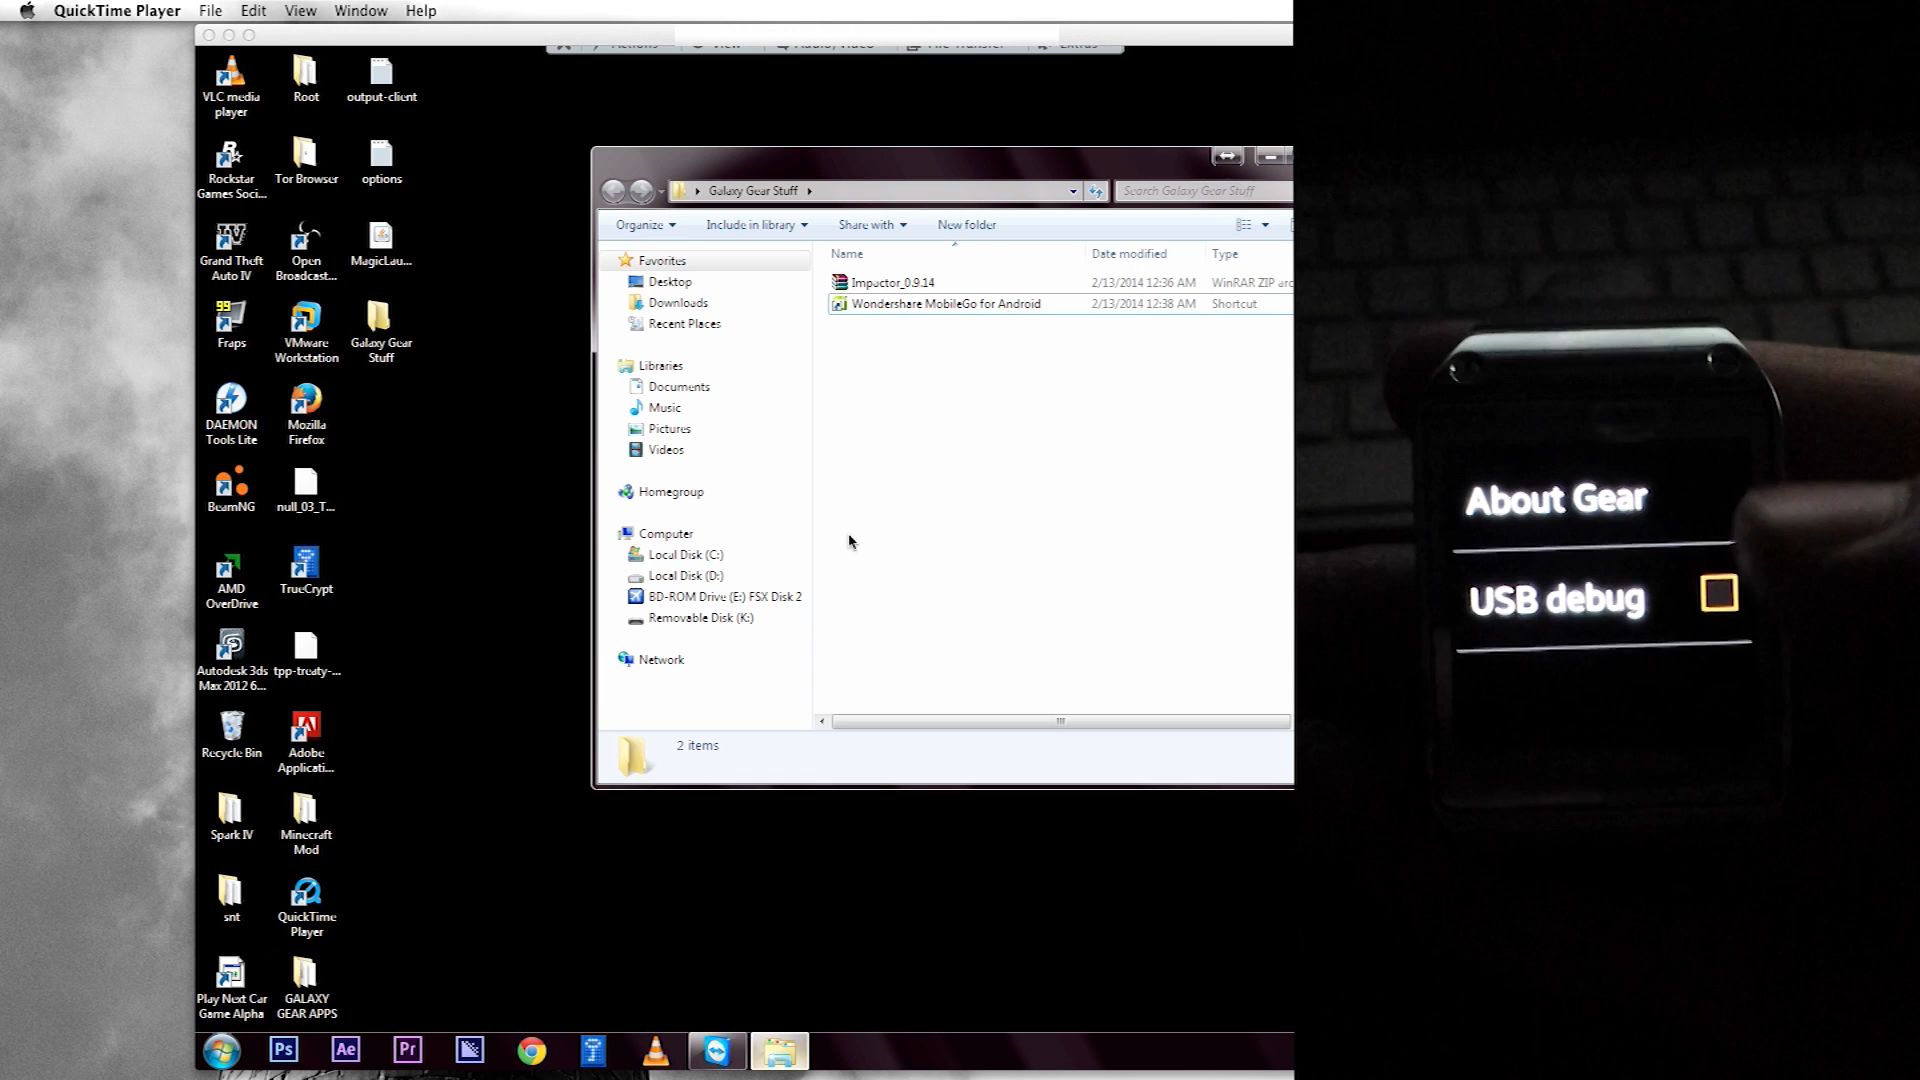 QuickTime Player File Edit View Window Help
Actions View Audio/Video File Transfer Extras
VLC media player
Root
output-client
Rockstar Games Soci...
Tor Browser
options
Grand Theft Auto IV
Open Broadcast...
MagicLau...
99
Fraps
VMware Workstation
Galaxy Gear Stuff
DAEMON Tools Lite
Mozilla Firefox
BeamNG
null_03_T...
AMD OverDrive
TrueCrypt
Autodesk 3ds Max 2012 6...
tpp-treaty-...
Recycle Bin
Adobe Applicati...
Spark IV
Minecraft Mod
snt
QuickTime Player
Play Next Car Game Alpha
GALAXY GEAR APPS
Galaxy Gear Stuff
Search Galaxy Gear Stuff
Organize Include in library Share with New folder
Name Date modified Type
Impactor_0.9.14 2/13/2014 12:36 AM WinRAR ZIP arc
Wondershare MobileGo for Android 2/13/2014 12:38 AM Shortcut
Favorites
Desktop
Downloads
Recent Places
Libraries
Documents
Music
Pictures
Videos
Homegroup
Computer
Local Disk (C:)
Local Disk (D:)
BD-ROM Drive (E:) FSX Disk 2
Removable Disk (K:)
Network
2 items
Ps Ae Pr
About Gear
USB debug